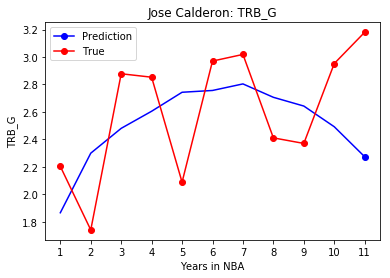 Jose Calderon: TRB_G
Prediction
True
3.2
3.0
2.8
2.6
2.4
2.2
2.0
1.8
TRB_G
1 2 3 4 5 6 7 8 9 10 11
Years in NBA